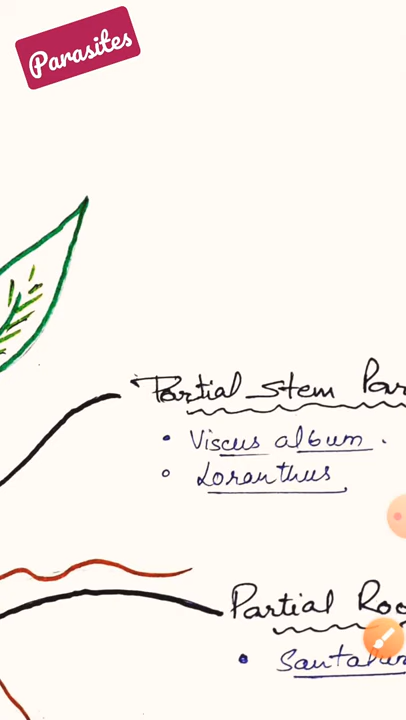 Parasites
Partial stem Par
• Viscus album.
Loranthus
Partial Roo
• Santalum